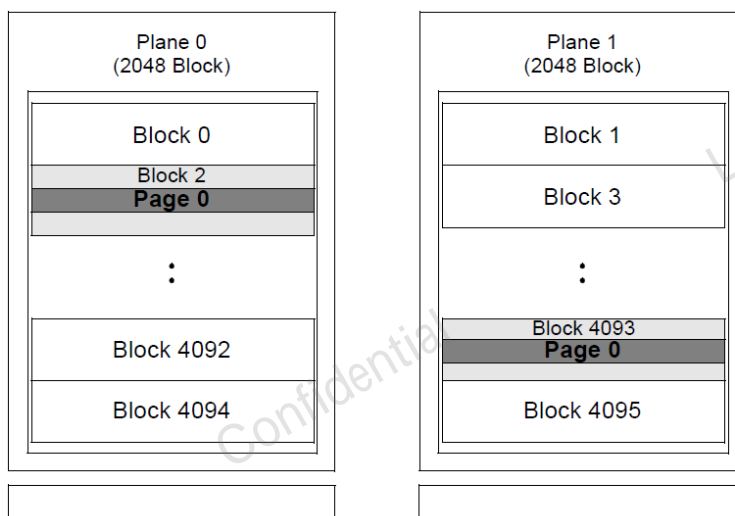 Plane 0
(2048 Block)
Block 0
Block 2
Page 0
:
Block 4092
Block 4094
Plane 1
(2048 Block)
Block 1
Block 3
:
Block 4093
Page 0
Block 4095
Confidential